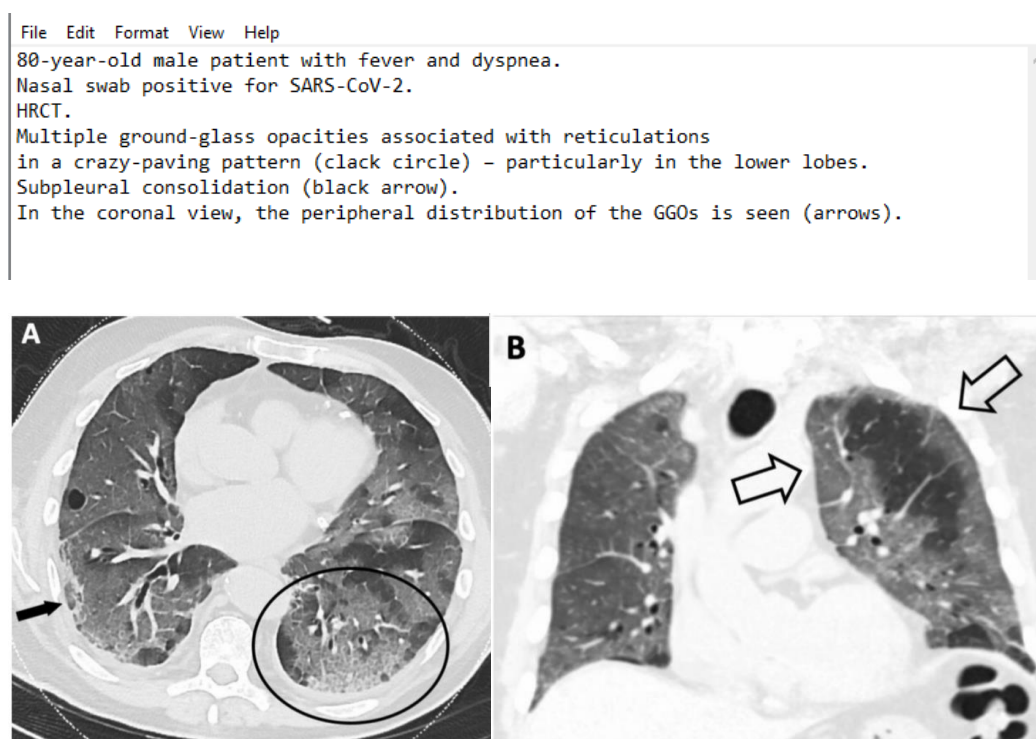 File Edit Format View Help
80-year-old male patient with fever and dyspnea.
Nasal swab positive for SARS-CoV-2.
HRCT.
Multiple ground-glass opacities associated with reticulations
in a crazy-paving pattern (clack circle) – particularly in the lower lobes.
Subpleural consolidation (black arrow).
In the coronal view, the peripheral distribution of the GGOs is seen (arrows).
A
B